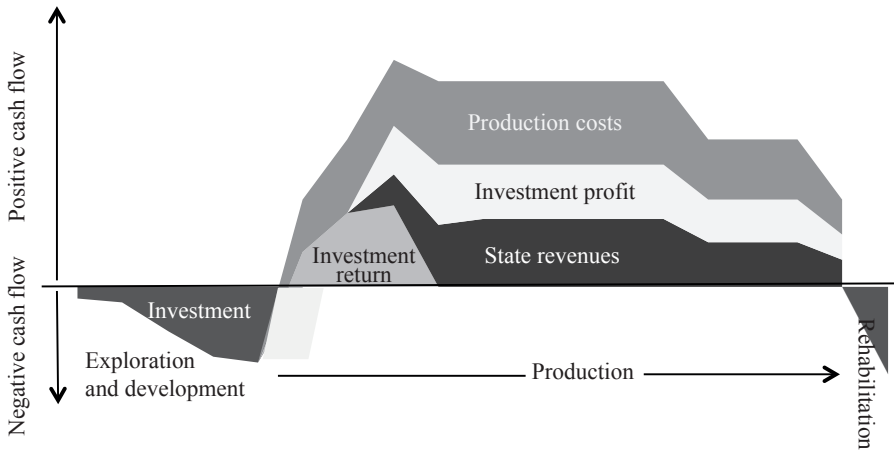 Positive cash flow
Negative cash flow
Production costs
Investment profit
State revenues
Investment
return
Investment
Exploration
and development
Production
Rehabilitation